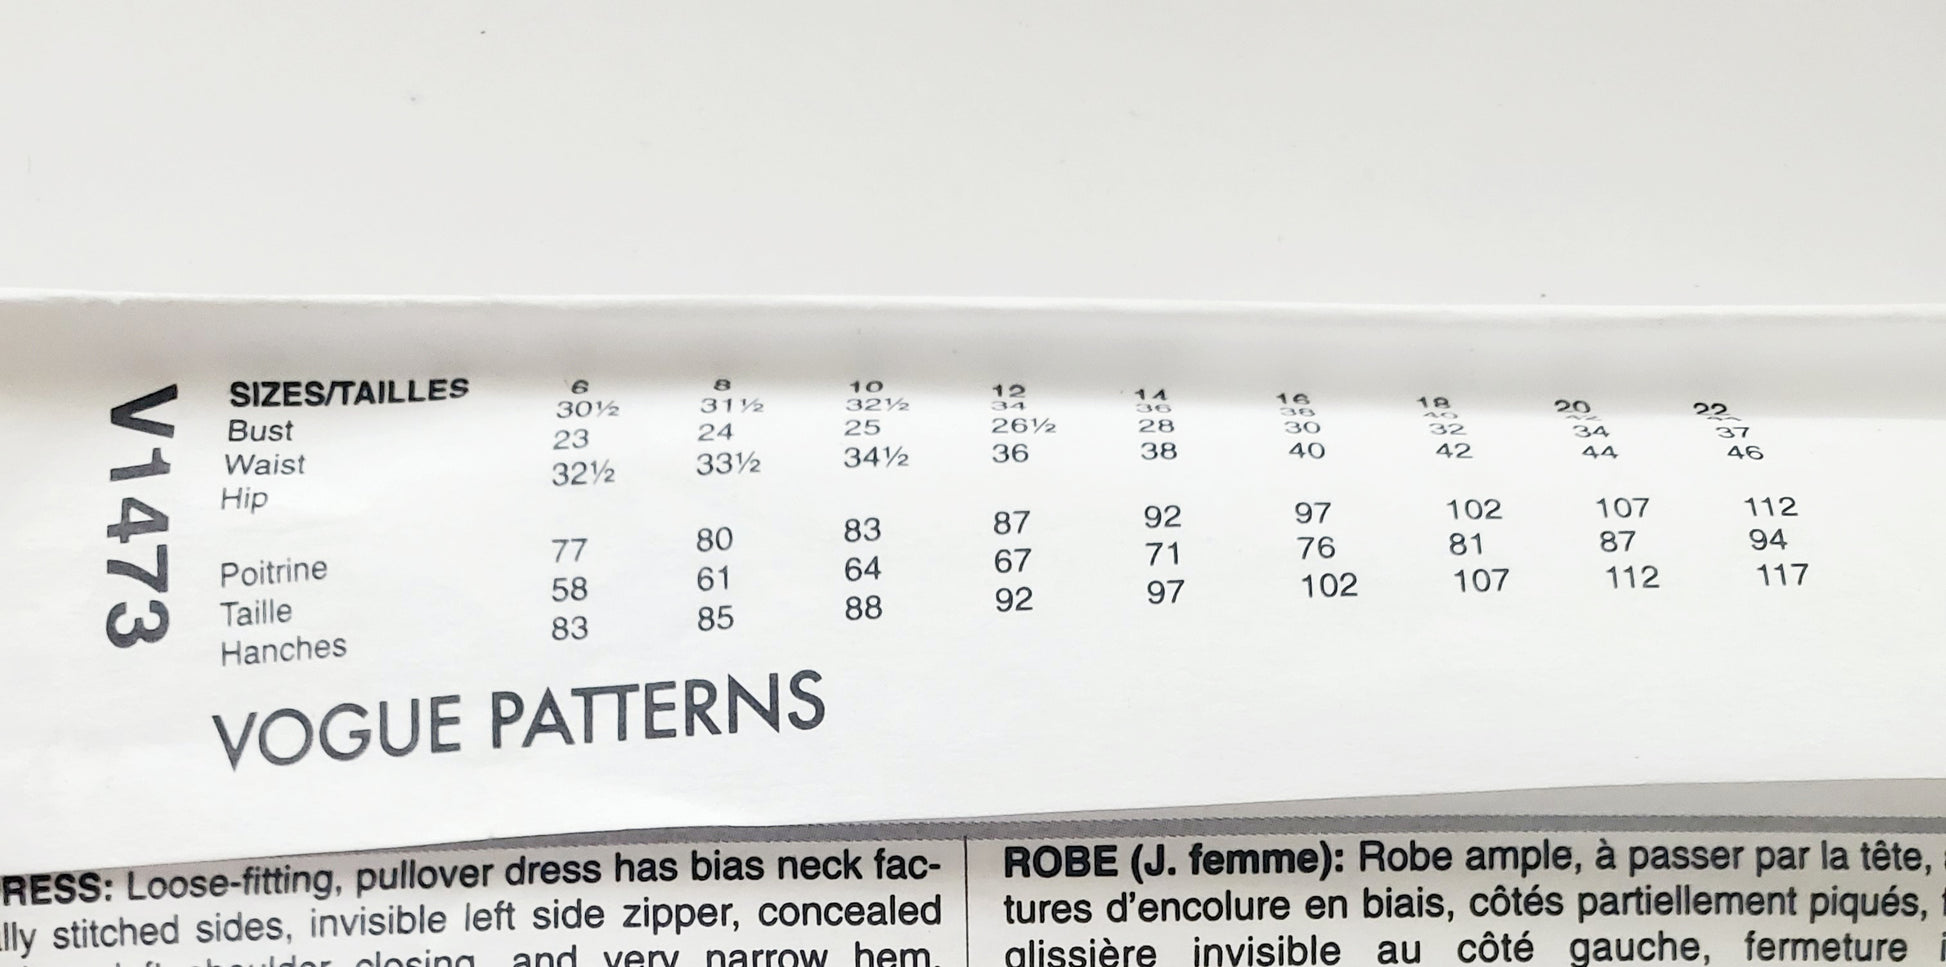 V1473
SIZES/TAILLES 6 8 10 12 14 16 18 20 22
Bust 30½ 31½ 32½ 34 36 38 40
Waist 23 24 25 26½ 28 30 32 34 37
Hip 32½ 33½ 34½ 36 38 40 42 44 46
Poitrine 77 80 83 87 92 97 102 107 112
Taille 58 61 64 67 71 76 81 87 94
Hanches 83 85 88 92 97 102 107 112 117
VOGUE PATTERNS
RESS: Loose-fitting, pullover dress has bias neck fac-
lly stitched sides, invisible left side zipper, concealed
shoulder closing, and very narrow hem.
ROBE (J. femme): Robe ample, à passer par la tête,
tures d'encolure en biais, côtés partiellement piqués,
glissière invisible au côté gauche, fermeture